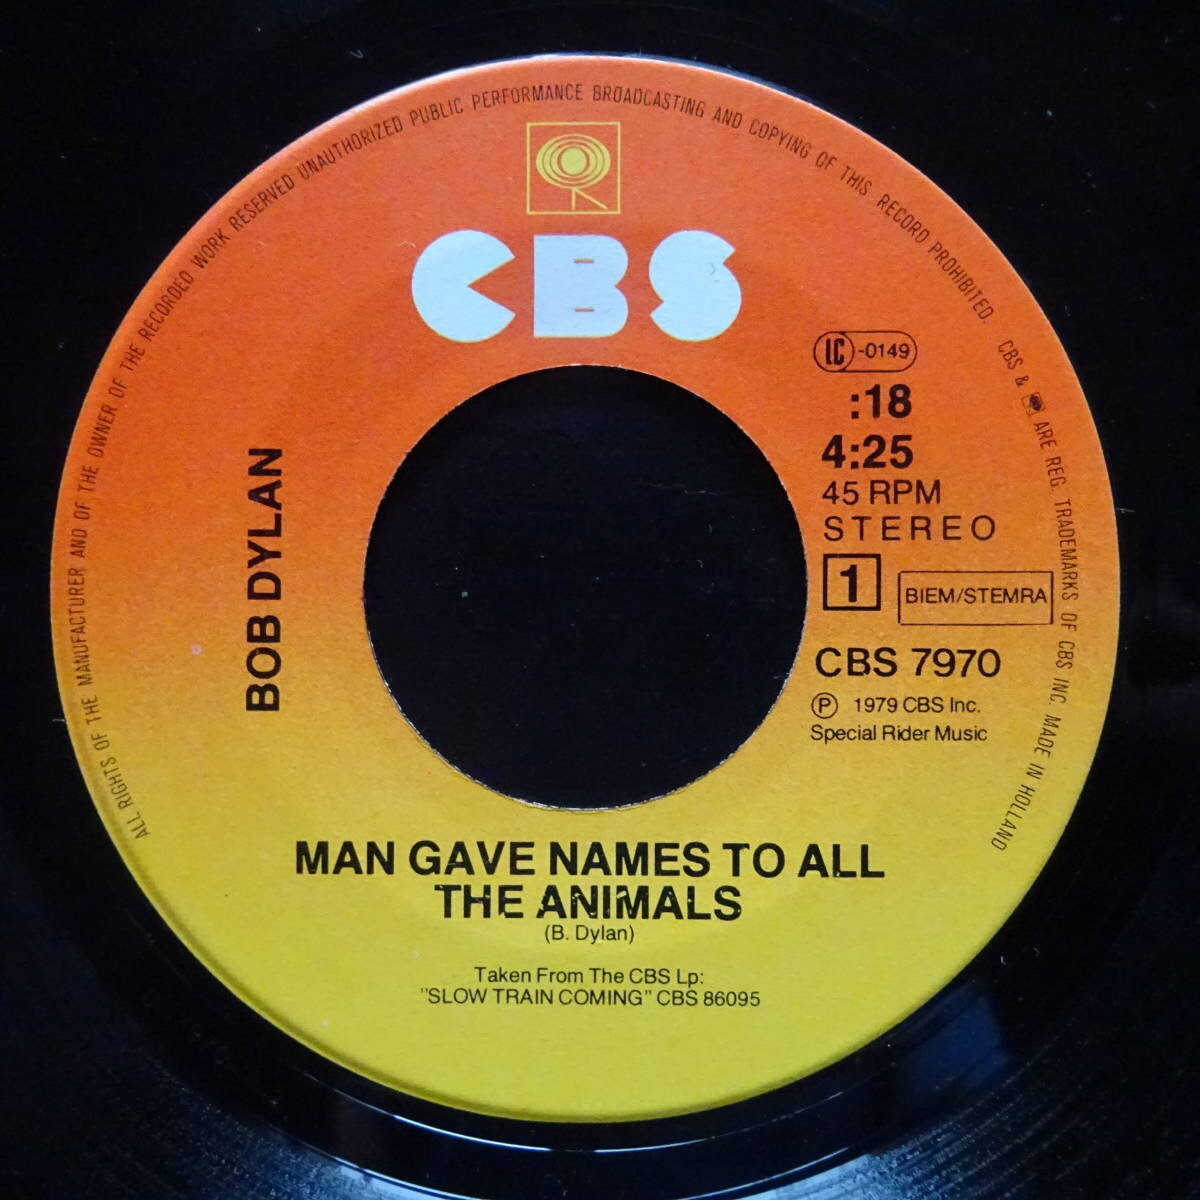 ALL RIGHTS OF THE MANUFACTURER AND OF THE OWNER OF THE RECORDED WORK RESERVED UNAUTHORIZED PUBLIC PERFORMANCE BROADCASTING AND COPYING OF THIS RECORD PROHIBITED. CBS & ARE REG. TRADEMARKS OF CBS INC. MADE IN HOLLAND
CBS
BOB DYLAN
LC -0149
:18
4:25
45 RPM
STEREO
1
BIEM/STEMRA
CBS 7970
℗ 1979 CBS Inc.
Special Rider Music
MAN GAVE NAMES TO ALL
THE ANIMALS
(B. Dylan)
Taken From The CBS Lp:
"SLOW TRAIN COMING" CBS 86095